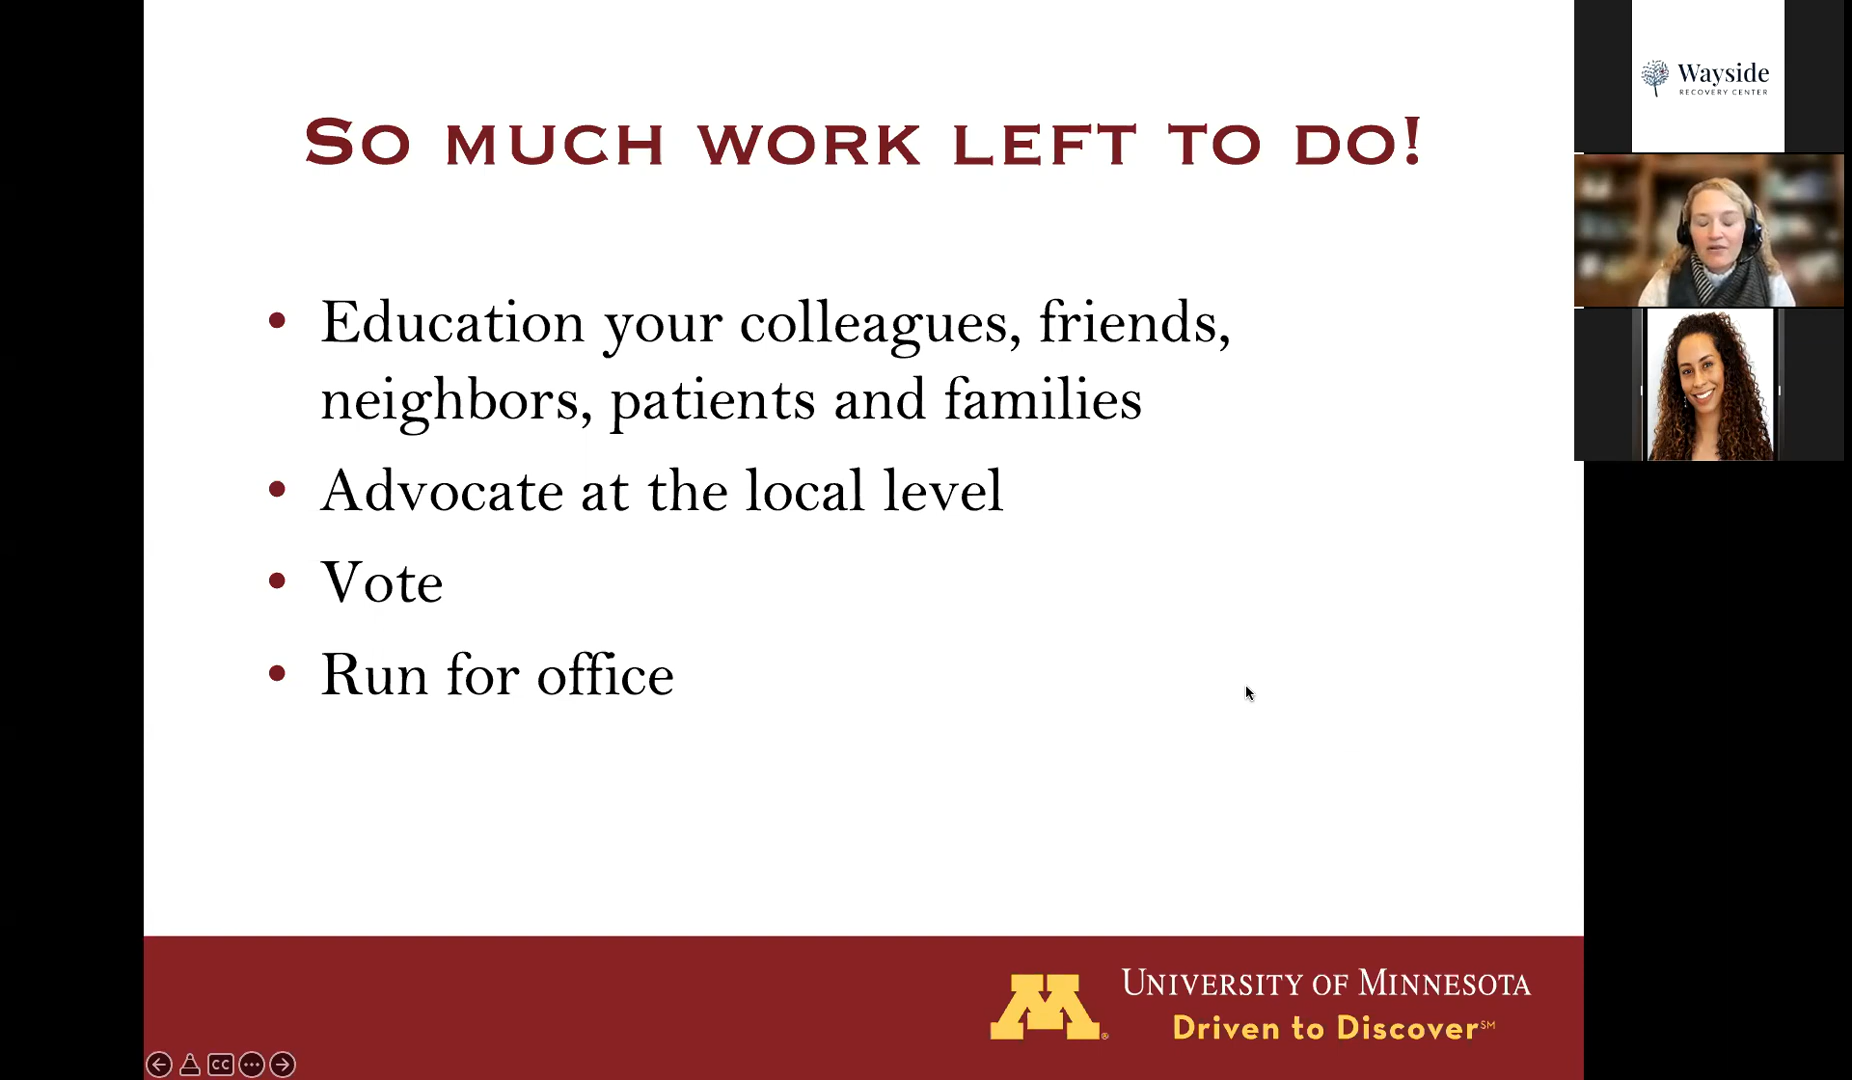 So much work left to do!
• Education your colleagues, friends,
neighbors, patients and families
• Advocate at the local level
• Vote
• Run for office
Wayside
RECOVERY CENTER
M®
University of Minnesota
Driven to Discover℠
CC